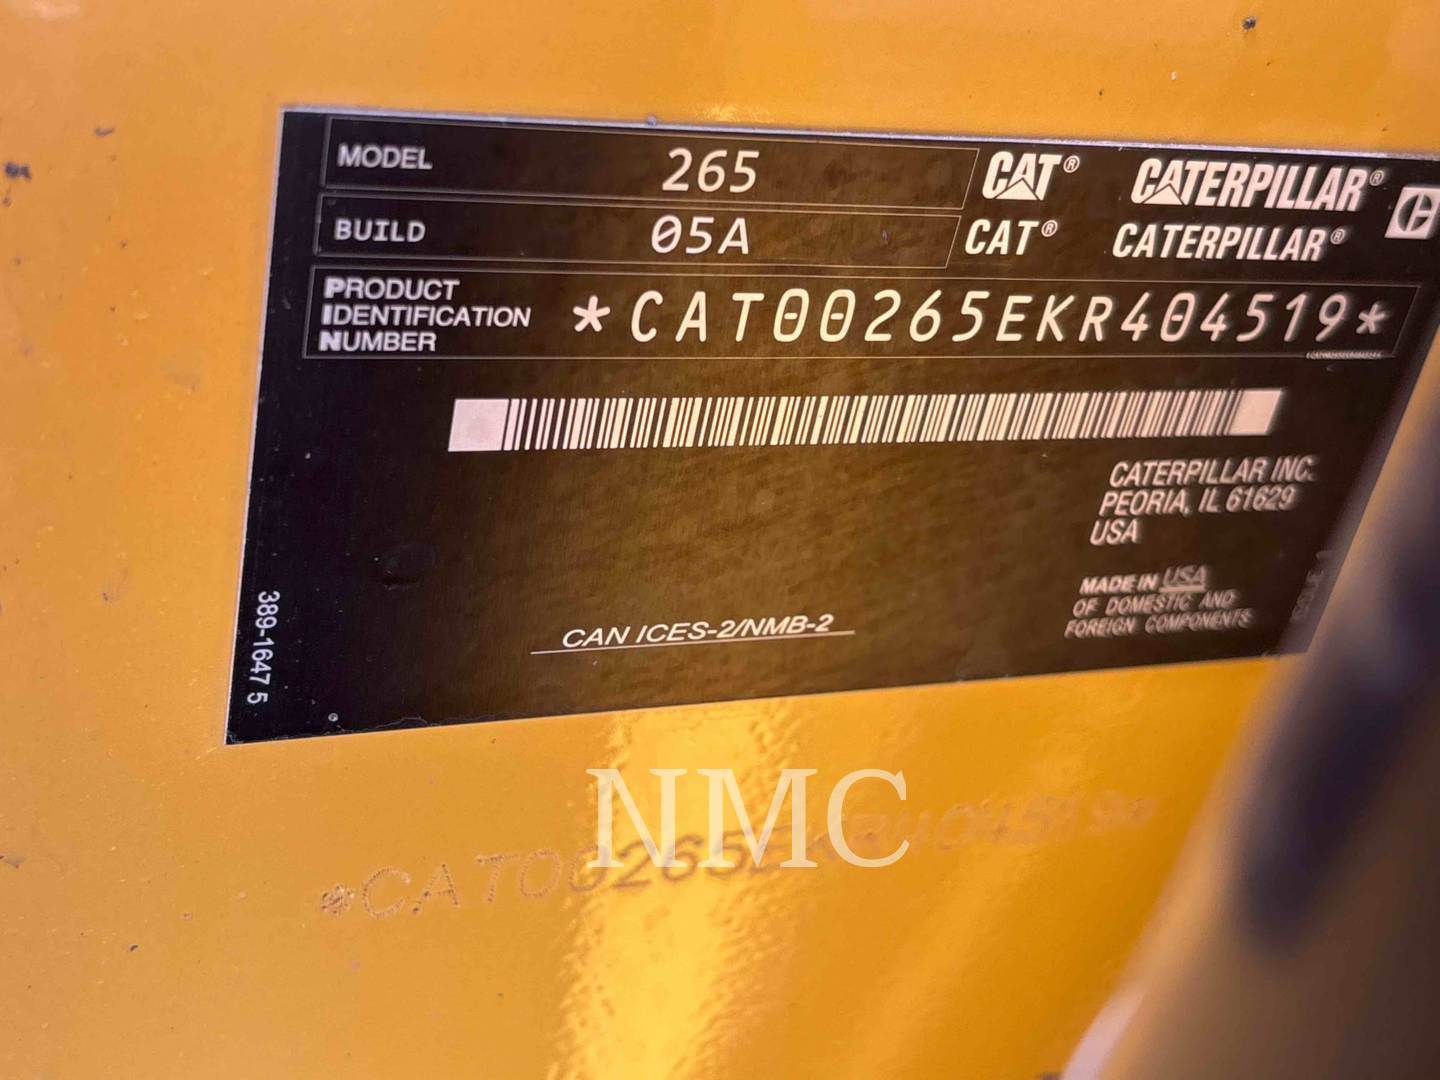 MODEL 265
BUILD 05A
CAT® CATERPILLAR®
CAT® CATERPILLAR®
PRODUCT
IDENTIFICATION
NUMBER
*CAT00265EKR404519*
CATERPILLAR INC.
PEORIA, IL 61629
USA
MADE IN USA
OF DOMESTIC AND
FOREIGN COMPONENTS
CAN ICES-2/NMB-2
389-1647 5
NMC
*CAT00265EKR404519*